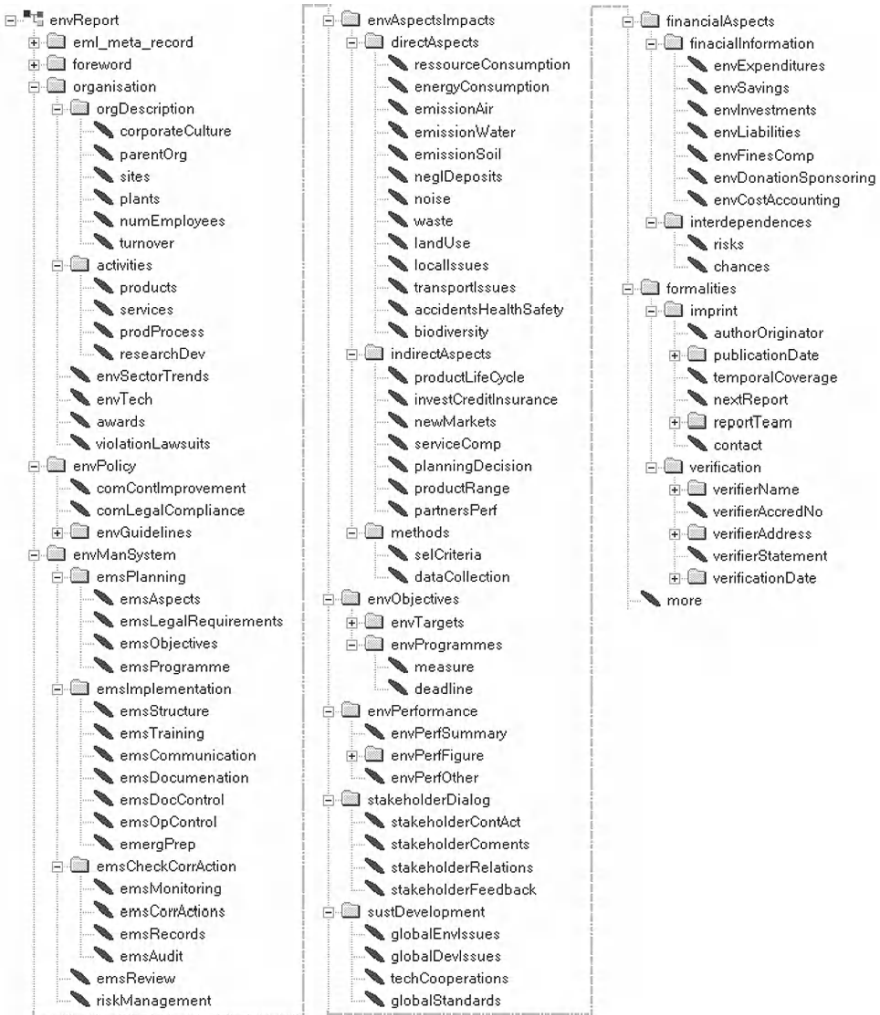 envReport
eml_meta_record
foreword
organisation
orgDescription
corporateCulture
parentOrg
sites
plants
numEmployees
turnover
activities
products
services
prodProcess
researchDev
envSectorTrends
envTech
awards
violationLawsuits
envPolicy
comContImprovement
comLegalCompliance
envGuidelines
envManSystem
emsPlanning
emsAspects
emsLegalRequirements
emsObjectives
emsProgramme
emsImplementation
emsStructure
emsTraining
emsCommunication
emsDocumenation
emsDocControl
emsOpControl
emergPrep
emsCheckCorrAction
emsMonitoring
emsCorrActions
emsRecords
emsAudit
emsReview
riskManagement
envAspectsImpacts
directAspects
ressourceConsumption
energyConsumption
emissionAir
emissionWater
emissionSoil
neglDeposits
noise
waste
landUse
localIssues
transportIssues
accidentsHealthSafety
biodiversity
indirectAspects
productLifeCycle
investCreditInsurance
newMarkets
serviceComp
planningDecision
productRange
partnersPerf
methods
selCriteria
dataCollection
envObjectives
envTargets
envProgrammes
measure
deadline
envPerformance
envPerfSummary
envPerfFigure
envPerfOther
stakeholderDialog
stakeholderContAct
stakeholderComents
stakeholderRelations
stakeholderFeedback
sustDevelopment
globalEnvIssues
globalDevIssues
techCooperations
globalStandards
financialAspects
finacialInformation
envExpenditures
envSavings
envInvestments
envLiabilities
envFinesComp
envDonationSponsoring
envCostAccounting
interdependences
risks
chances
formalities
imprint
authorOriginator
publicationDate
temporalCoverage
nextReport
reportTeam
contact
verification
verifierName
verifierAccredNo
verifierAddress
verifierStatement
verificationDate
more